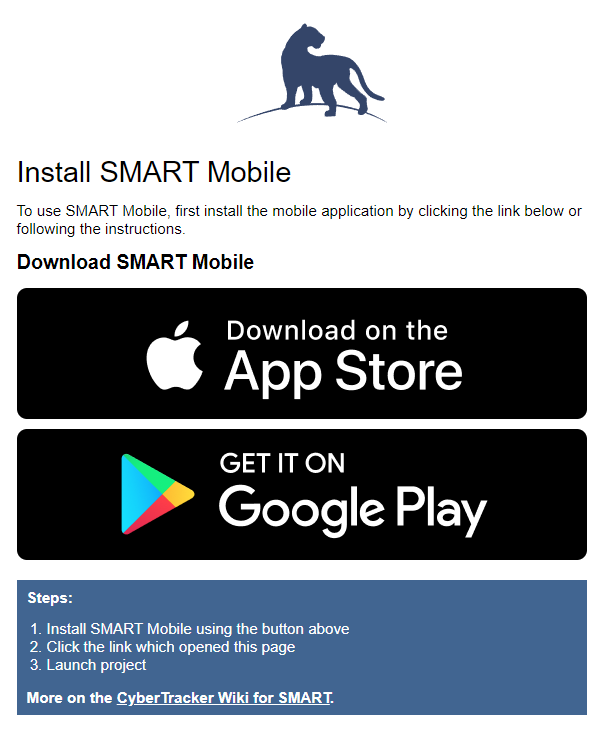 Install SMART Mobile
To use SMART Mobile, first install the mobile application by clicking the link below or
following the instructions.
Download SMART Mobile
Download on the
App Store
GET IT ON
Google Play
Steps:
1. Install SMART Mobile using the button above
2. Click the link which opened this page
3. Launch project
More on the CyberTracker Wiki for SMART.